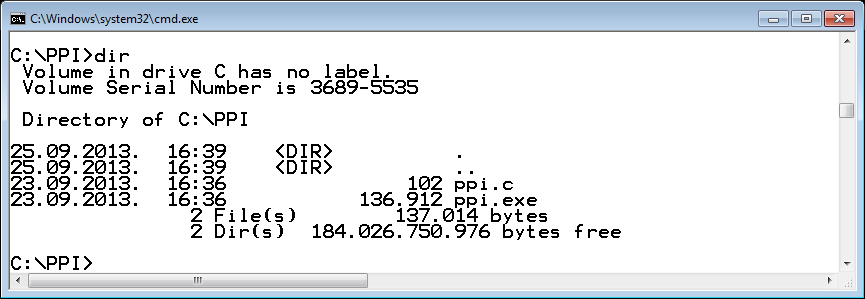 C:\Windows\system32\cmd.exe
C:\PPI>dir
 Volume in drive C has no label.
 Volume Serial Number is 3689-5535
 Directory of C:\PPI
25.09.2013.  16:39    <DIR>          .
25.09.2013.  16:39    <DIR>          ..
23.09.2013.  16:36               102 ppi.c
23.09.2013.  16:36           136.912 ppi.exe
               2 File(s)        137.014 bytes
               2 Dir(s)  184.026.750.976 bytes free
C:\PPI>